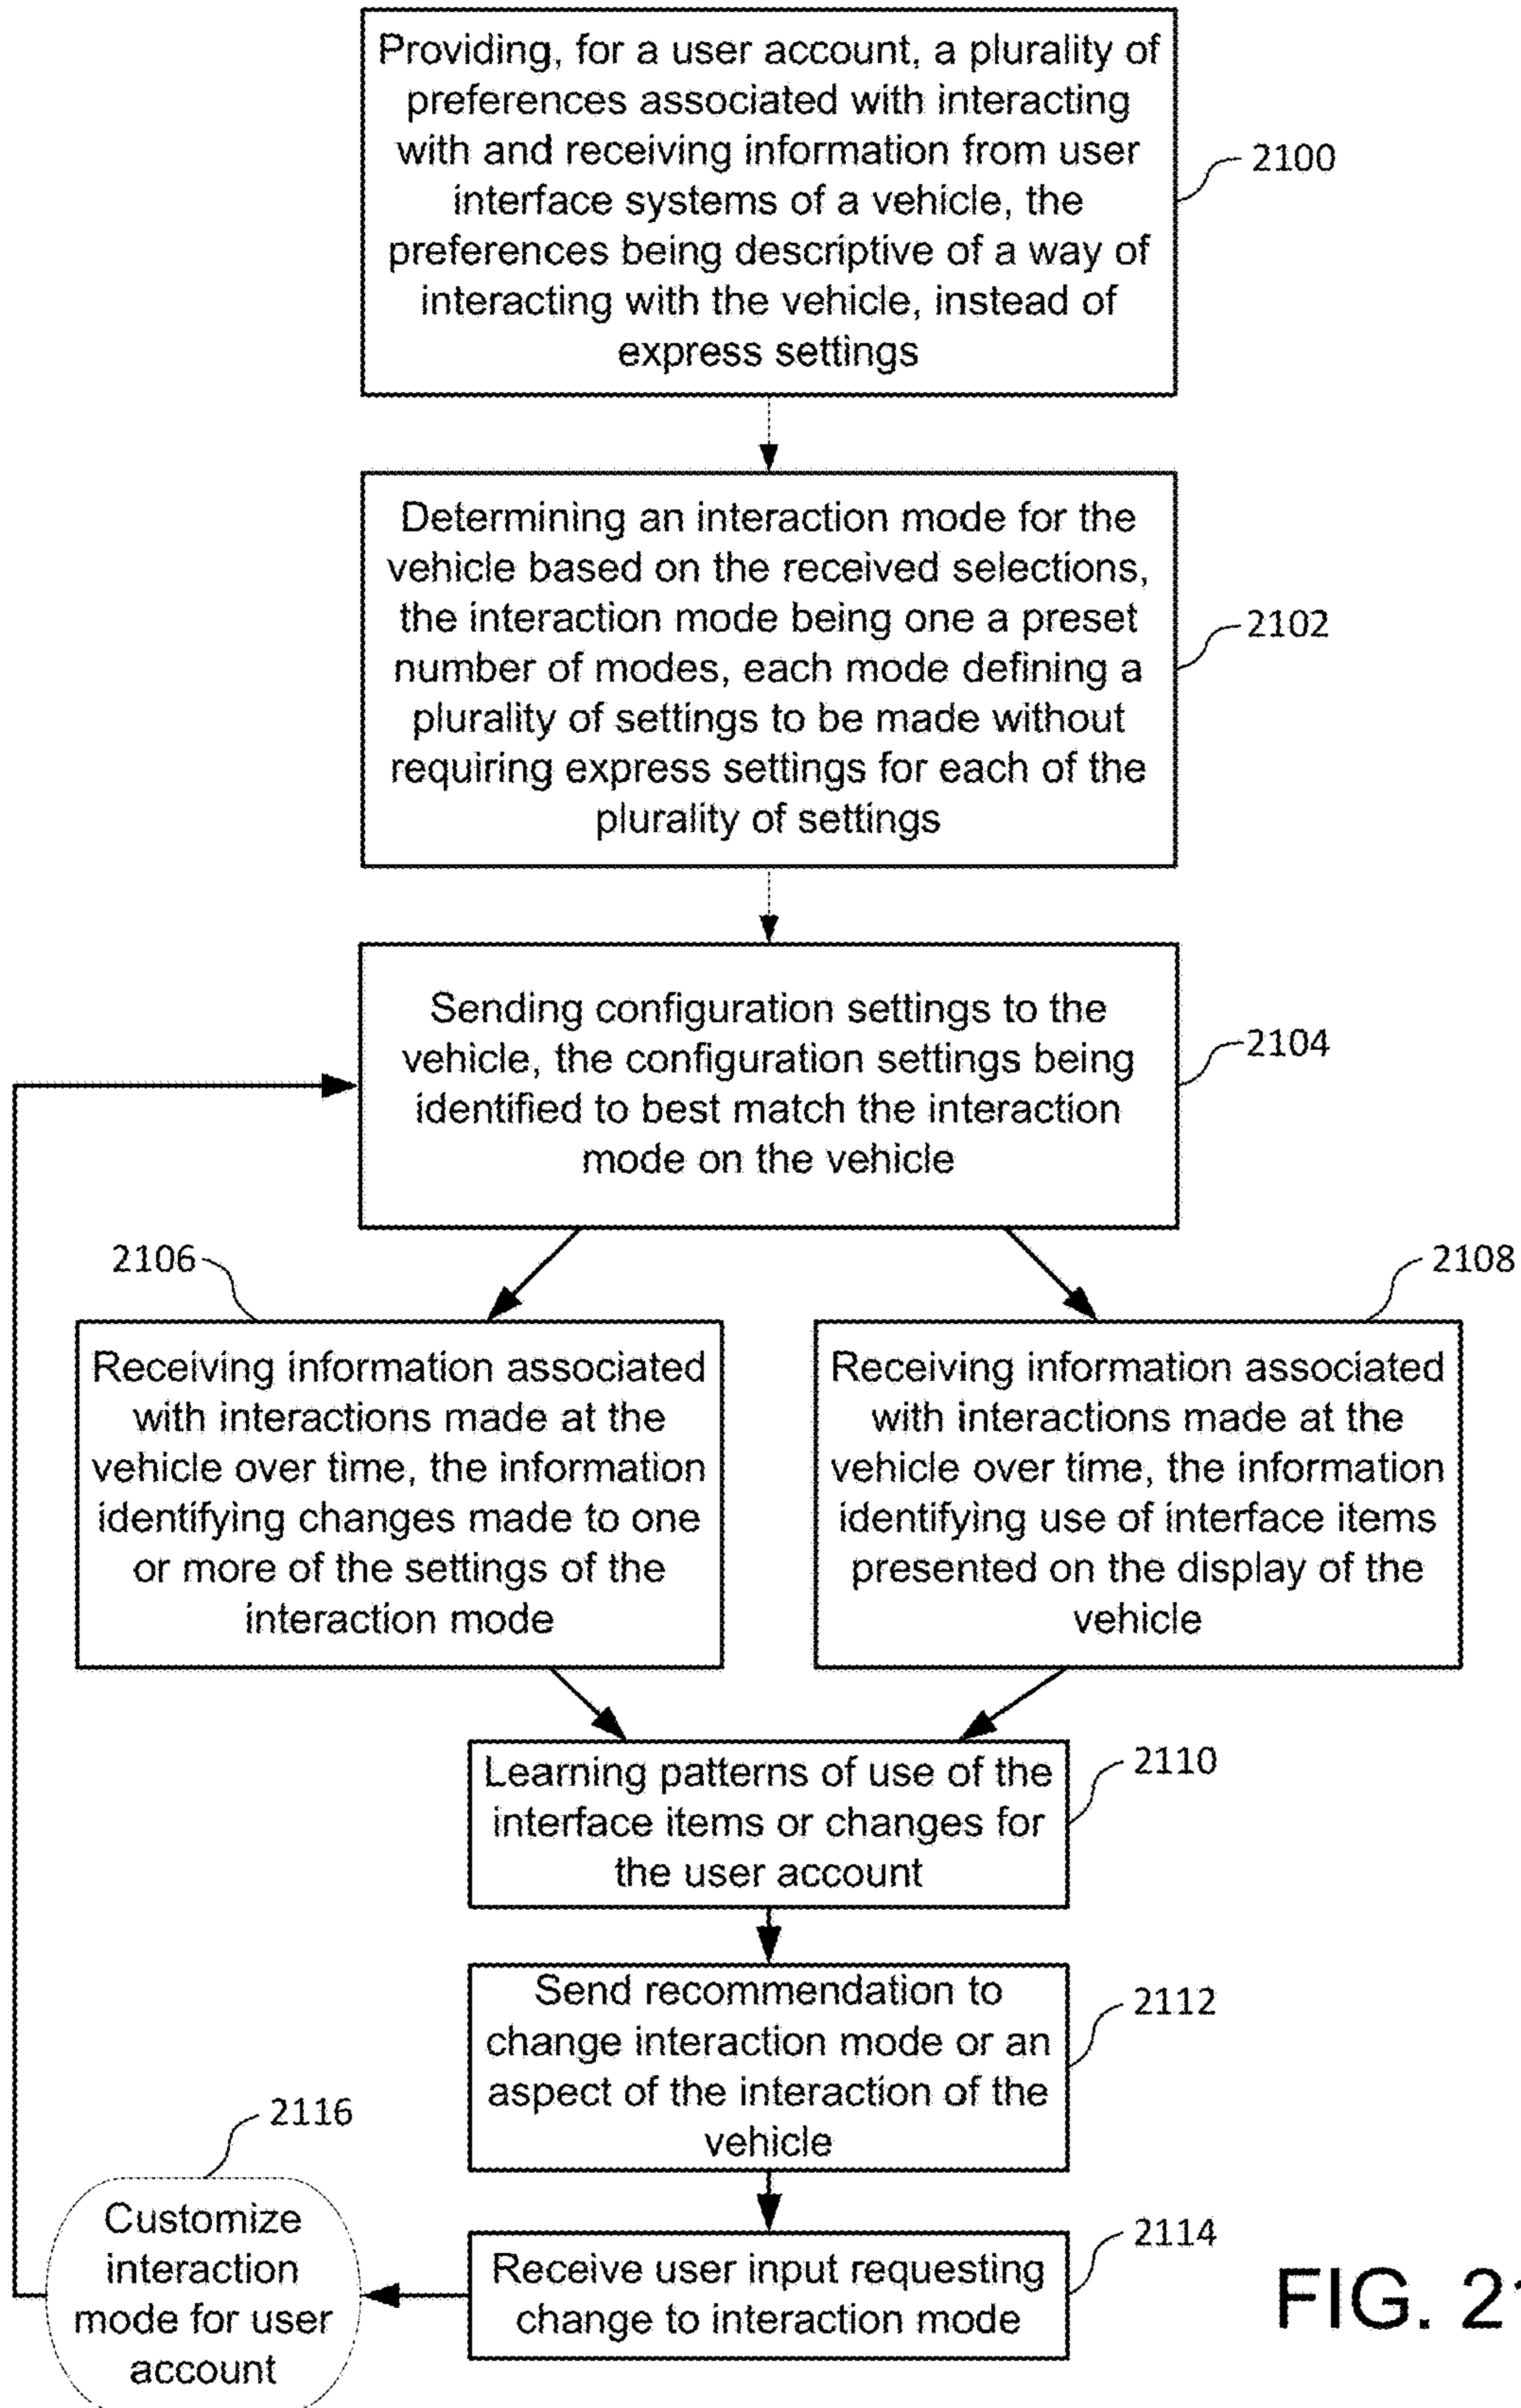 Providing, for a user account, a plurality of
preferences associated with interacting
with and receiving information from user
interface systems of a vehicle, the
preferences being descriptive of a way of
interacting with the vehicle, instead of
express settings
2100
Determining an interaction mode for the
vehicle based on the received selections,
the interaction mode being one a preset
number of modes, each mode defining a
plurality of settings to be made without
requiring express settings for each of the
plurality of settings
2102
Sending configuration settings to the
vehicle, the configuration settings being
identified to best match the interaction
mode on the vehicle
2104
2106
Receiving information associated
with interactions made at the
vehicle over time, the information
identifying changes made to one
or more of the settings of the
interaction mode
2108
Receiving information associated
with interactions made at the
vehicle over time, the information
identifying use of interface items
presented on the display of the
vehicle
Learning patterns of use of the
interface items or changes for
the user account
2110
Send recommendation to
change interaction mode or an
aspect of the interaction of the
vehicle
2112
Receive user input requesting
change to interaction mode
2114
2116
Customize
interaction
mode for user
account
FIG. 21